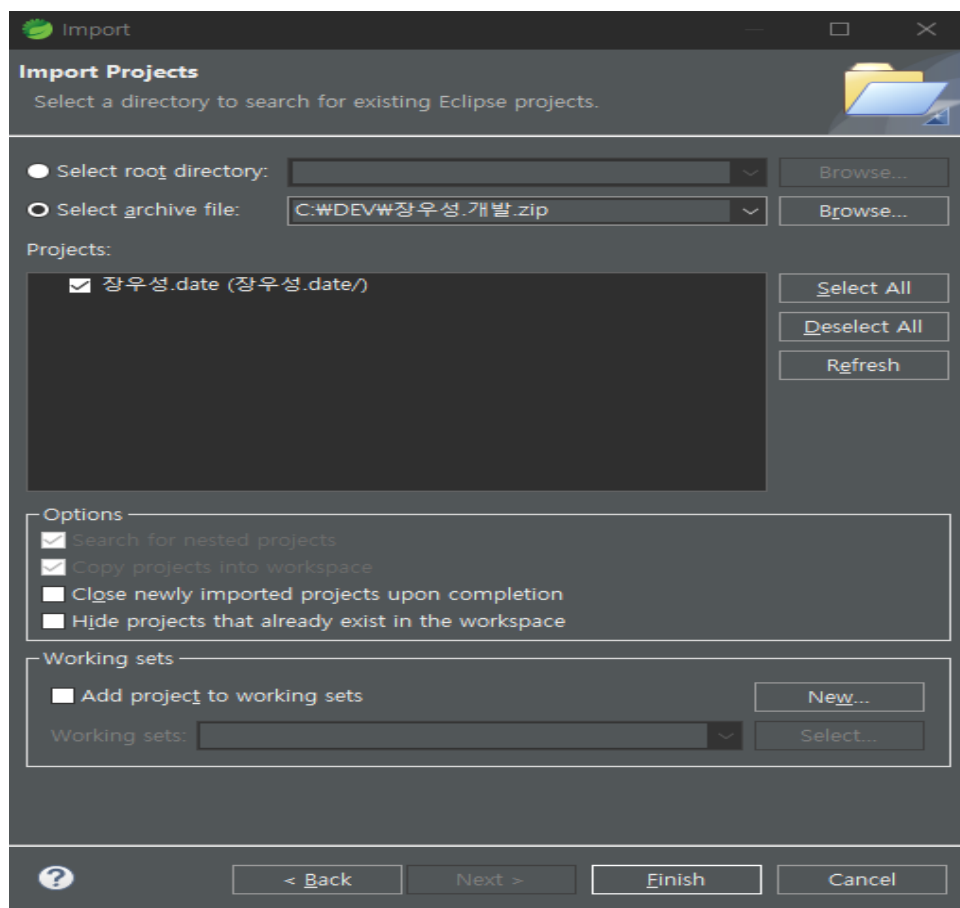 Import
Import Projects
Select a directory to search for existing Eclipse projects.
Select root directory:
Browse...
Select archive file:
C:₩DEV₩장우성.개발.zip
Browse...
Projects:
장우성.date (장우성.date/)
Select All
Deselect All
Refresh
Options
Search for nested projects
Copy projects into workspace
Close newly imported projects upon completion
Hide projects that already exist in the workspace
Working sets
Add project to working sets
New...
Working sets:
Select...
?
< Back
Next >
Finish
Cancel